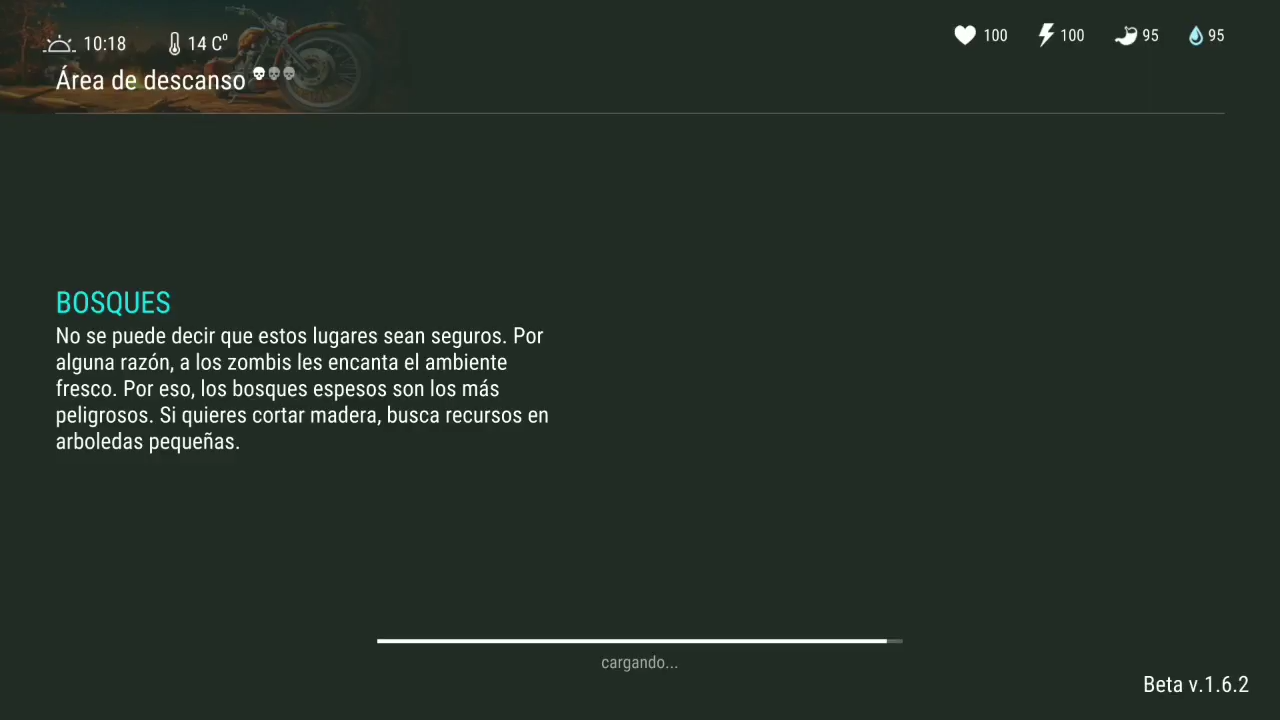 10:18
14 C°
100
100
95
95
Área de descanso
BOSQUES
No se puede decir que estos lugares sean seguros. Por
alguna razón, a los zombis les encanta el ambiente
fresco. Por eso, los bosques espesos son los más
peligrosos. Si quieres cortar madera, busca recursos en
arboledas pequeñas.
cargando...
Beta v.1.6.2